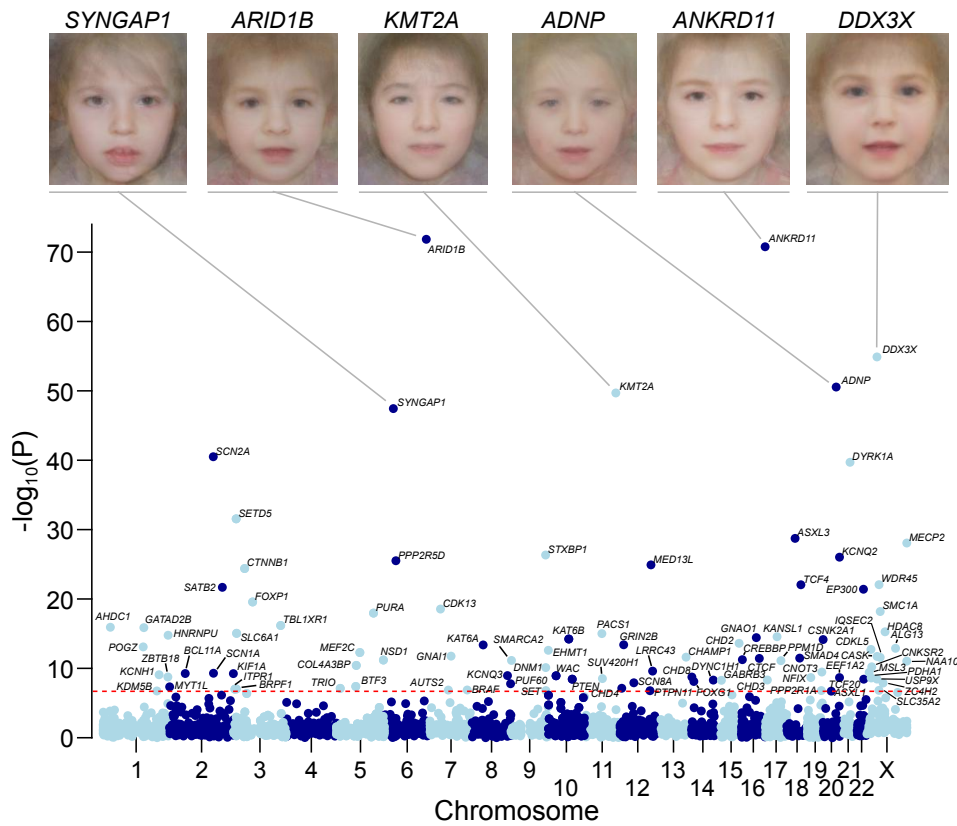 SYNGAP1 ARID1B KMT2A ADNP ANKRD11 DDX3X
70
ARID1B
ANKRD11
60
DDX3X
ADNP
50
KMT2A
SYNGAP1
-log10(P)
40
SCN2A
DYRK1A
SETD5
30
ASXL3
MECP2
CTNNB1
PPP2R5D
STXBP1
MED13L
KCNQ2
SATB2
TCF4
EP300
WDR45
20
FOXP1
CDK13
PURA
SMC1A
AHDC1
GATAD2B
TBL1XR1
HNRNPU
SLC6A1
PACS1
KAT6B
KAT6A
SMARCA2
GRIN2B
GNAO1
KANSL1
CSNK2A1
IQSEC2
HDAC8
ALG13
POGZ
ZBTB18
BCL11A
SCN1A
MEF2C
NSD1
GNAI1
DNM1
EHMT1
SUV420H1
LRRC43
CHAMP1
CHD2
CREBBP
PPM1D
SMAD4
CASK
CDKL5
CNKSR2
NAA10
10
KCNH1
KDM5B
MYT1L
KIF1A
ITPR1
BRPF1
COL4A3BP
TRIO
BTF3
AUTS2
KCNQ3
BRAF
PUF60
SET
WAC
PTEN
CHD4
SCN8A
CHD8
PTPN11
DYNC1H1
FOXG1
GABRB3
CHD3
CTCF
CNOT3
NFIX
PPP2R1A
EEF1A2
TCF20
ASXL1
MSL3
PDHA1
USP9X
ZC4H2
SLC35A2
0
1 2 3 4 5 6 7 8 9 10 11 12 13 14 15 16 17 18 19 20 21 22 X
Chromosome